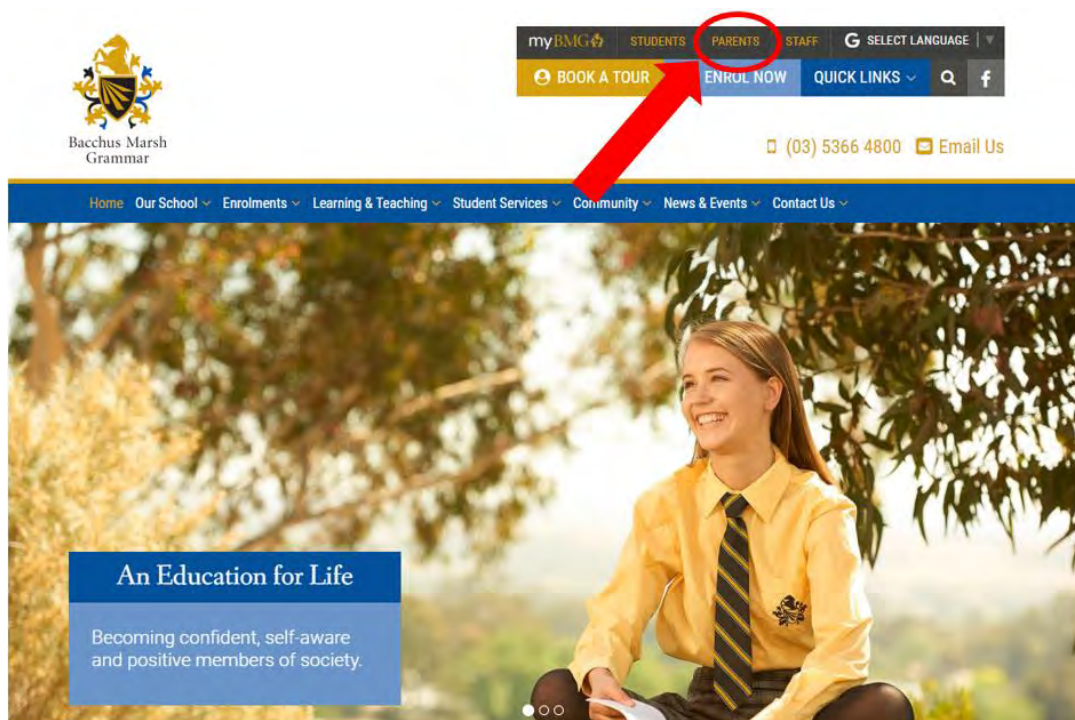 myBMG STUDENTS PARENTS STAFF G SELECT LANGUAGE
BOOK A TOUR ENROL NOW QUICK LINKS
Bacchus Marsh
Grammar
(03) 5366 4800 Email Us
Home Our School Enrolments Learning & Teaching Student Services Community News & Events Contact Us
An Education for Life
Becoming confident, self-aware
and positive members of society.